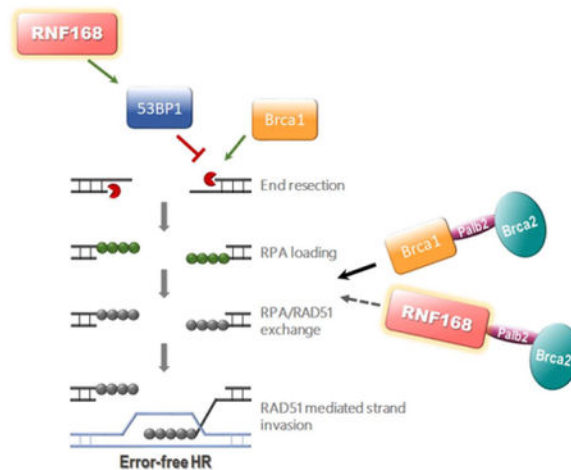 RNF168
53BP1
Brca1
End resection
Brca1
Palb2
Brca2
RPA loading
RNF168
Palb2
Brca2
RPA/RAD51
exchange
RAD51 mediated strand
invasion
Error-free HR